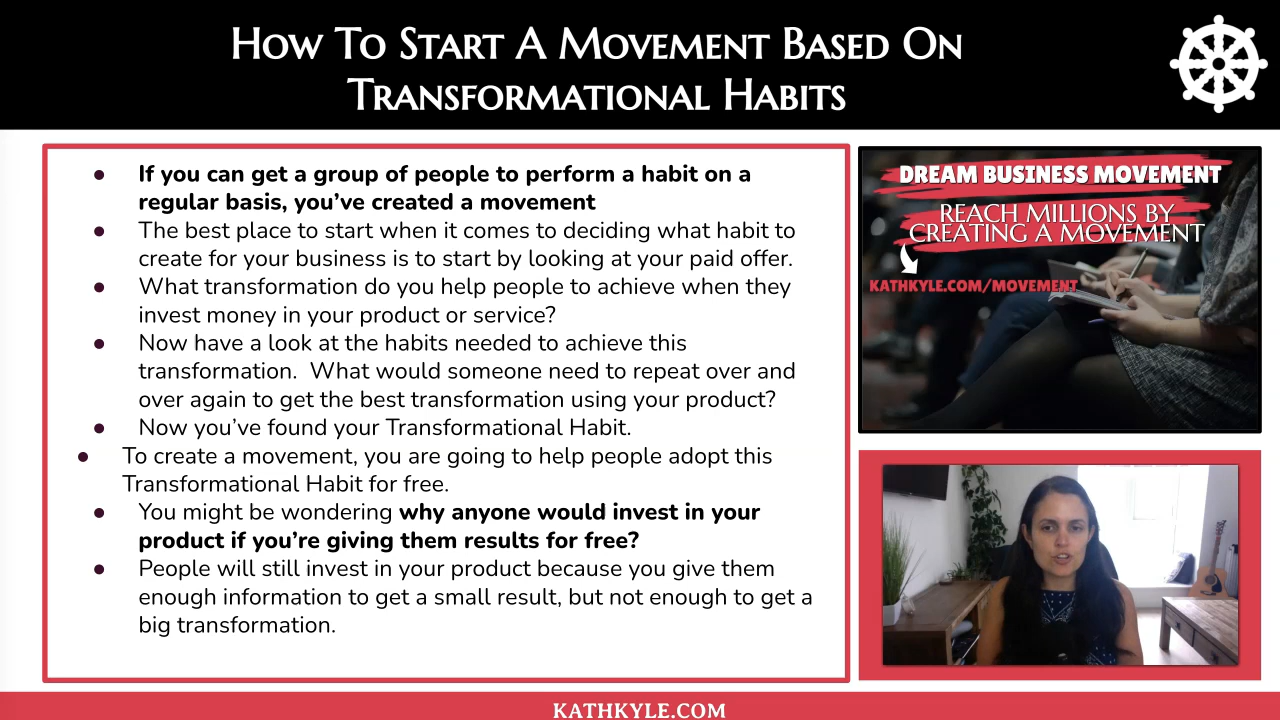 How To Start A Movement Based On
Transformational Habits
● If you can get a group of people to perform a habit on a
regular basis, you’ve created a movement
● The best place to start when it comes to deciding what habit to
create for your business is to start by looking at your paid offer.
● What transformation do you help people to achieve when they
invest money in your product or service?
● Now have a look at the habits needed to achieve this
transformation.  What would someone need to repeat over and
over again to get the best transformation using your product?
● Now you’ve found your Transformational Habit.
● To create a movement, you are going to help people adopt this
Transformational Habit for free.
● You might be wondering why anyone would invest in your
product if you’re giving them results for free?
● People will still invest in your product because you give them
enough information to get a small result, but not enough to get a
big transformation.
DREAM BUSINESS MOVEMENT
REACH MILLIONS BY
CREATING A MOVEMENT
KATHKYLE.COM/MOVEMENT
KATHKYLE.COM